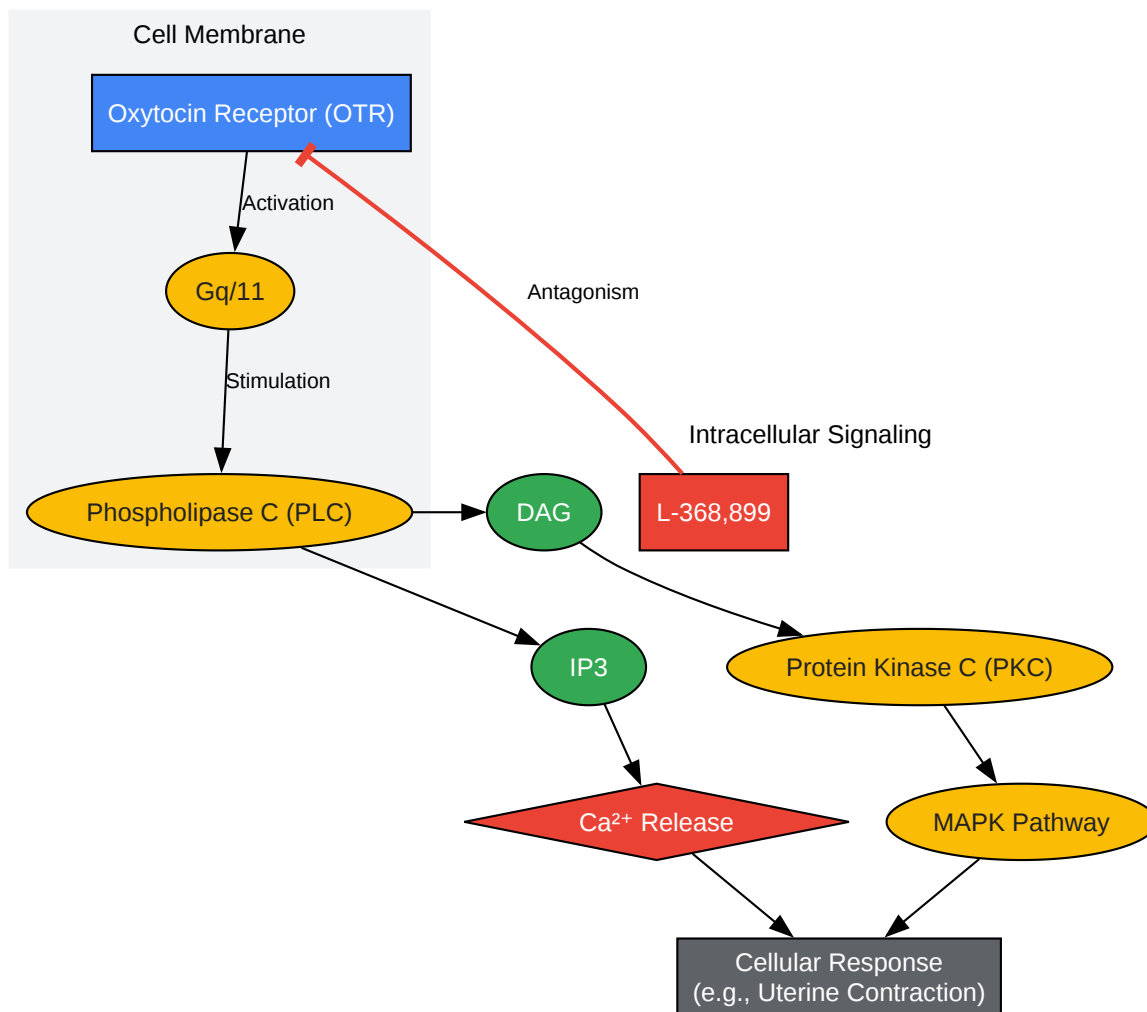 Cell Membrane
Oxytocin Receptor (OTR)
Activation
Gq/11
Antagonism
Stimulation
Intracellular Signaling
Phospholipase C (PLC)
DAG
L-368,899
IP3
Protein Kinase C (PKC)
Ca²⁺ Release
MAPK Pathway
Cellular Response
(e.g., Uterine Contraction)